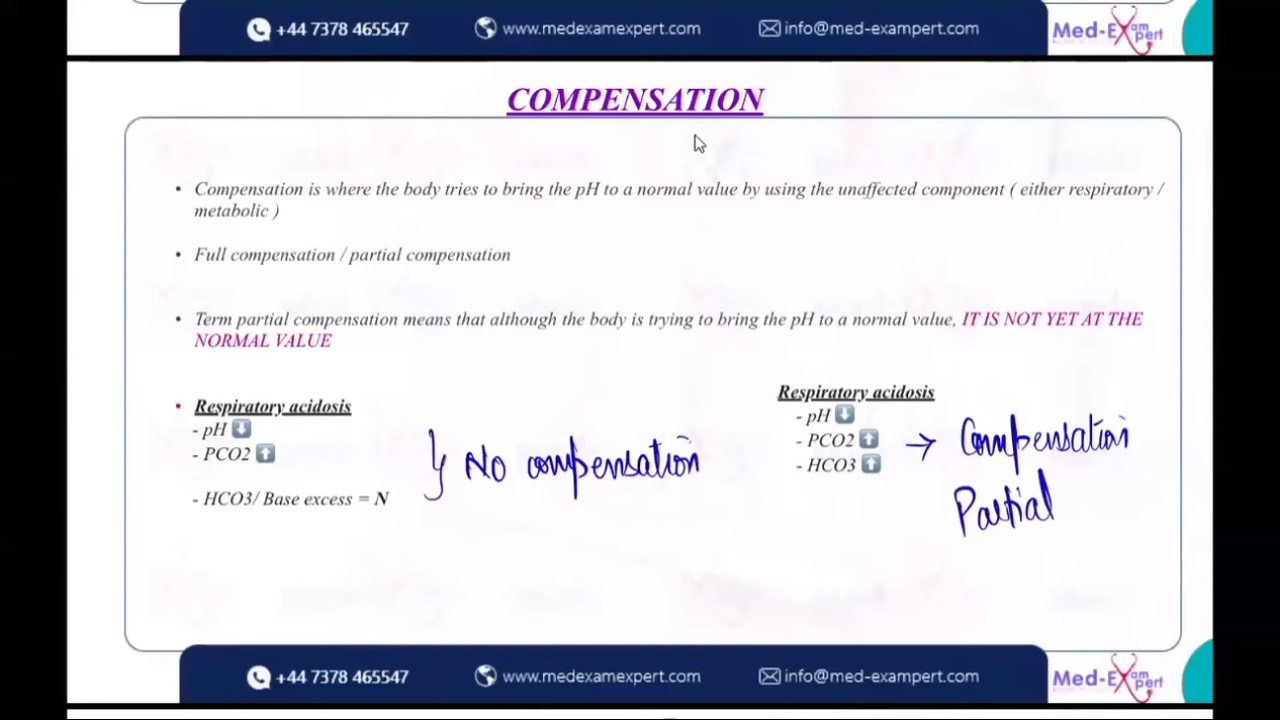 +44 7378 465547 www.medexamexpert.com info@med-exampert.com Med-Exam pert
COMPENSATION
• Compensation is where the body tries to bring the pH to a normal value by using the unaffected component ( either respiratory /
metabolic )
• Full compensation / partial compensation
• Term partial compensation means that although the body is trying to bring the pH to a normal value, IT IS NOT YET AT THE
NORMAL VALUE
• Respiratory acidosis
- pH ⬇
- PCO2 ⬆
- HCO3/ Base excess = N
No compensation
Respiratory acidosis
- pH ⬇
- PCO2 ⬆
- HCO3 ⬆
→ Compensation
Partial
+44 7378 465547 www.medexamexpert.com info@med-exampert.com Med-Exam pert